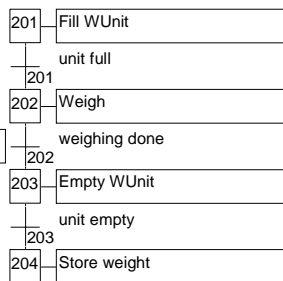 201 Fill WUnit
unit full
201
202 Weigh
weighing done
202
203 Empty WUnit
unit empty
203
204 Store weight